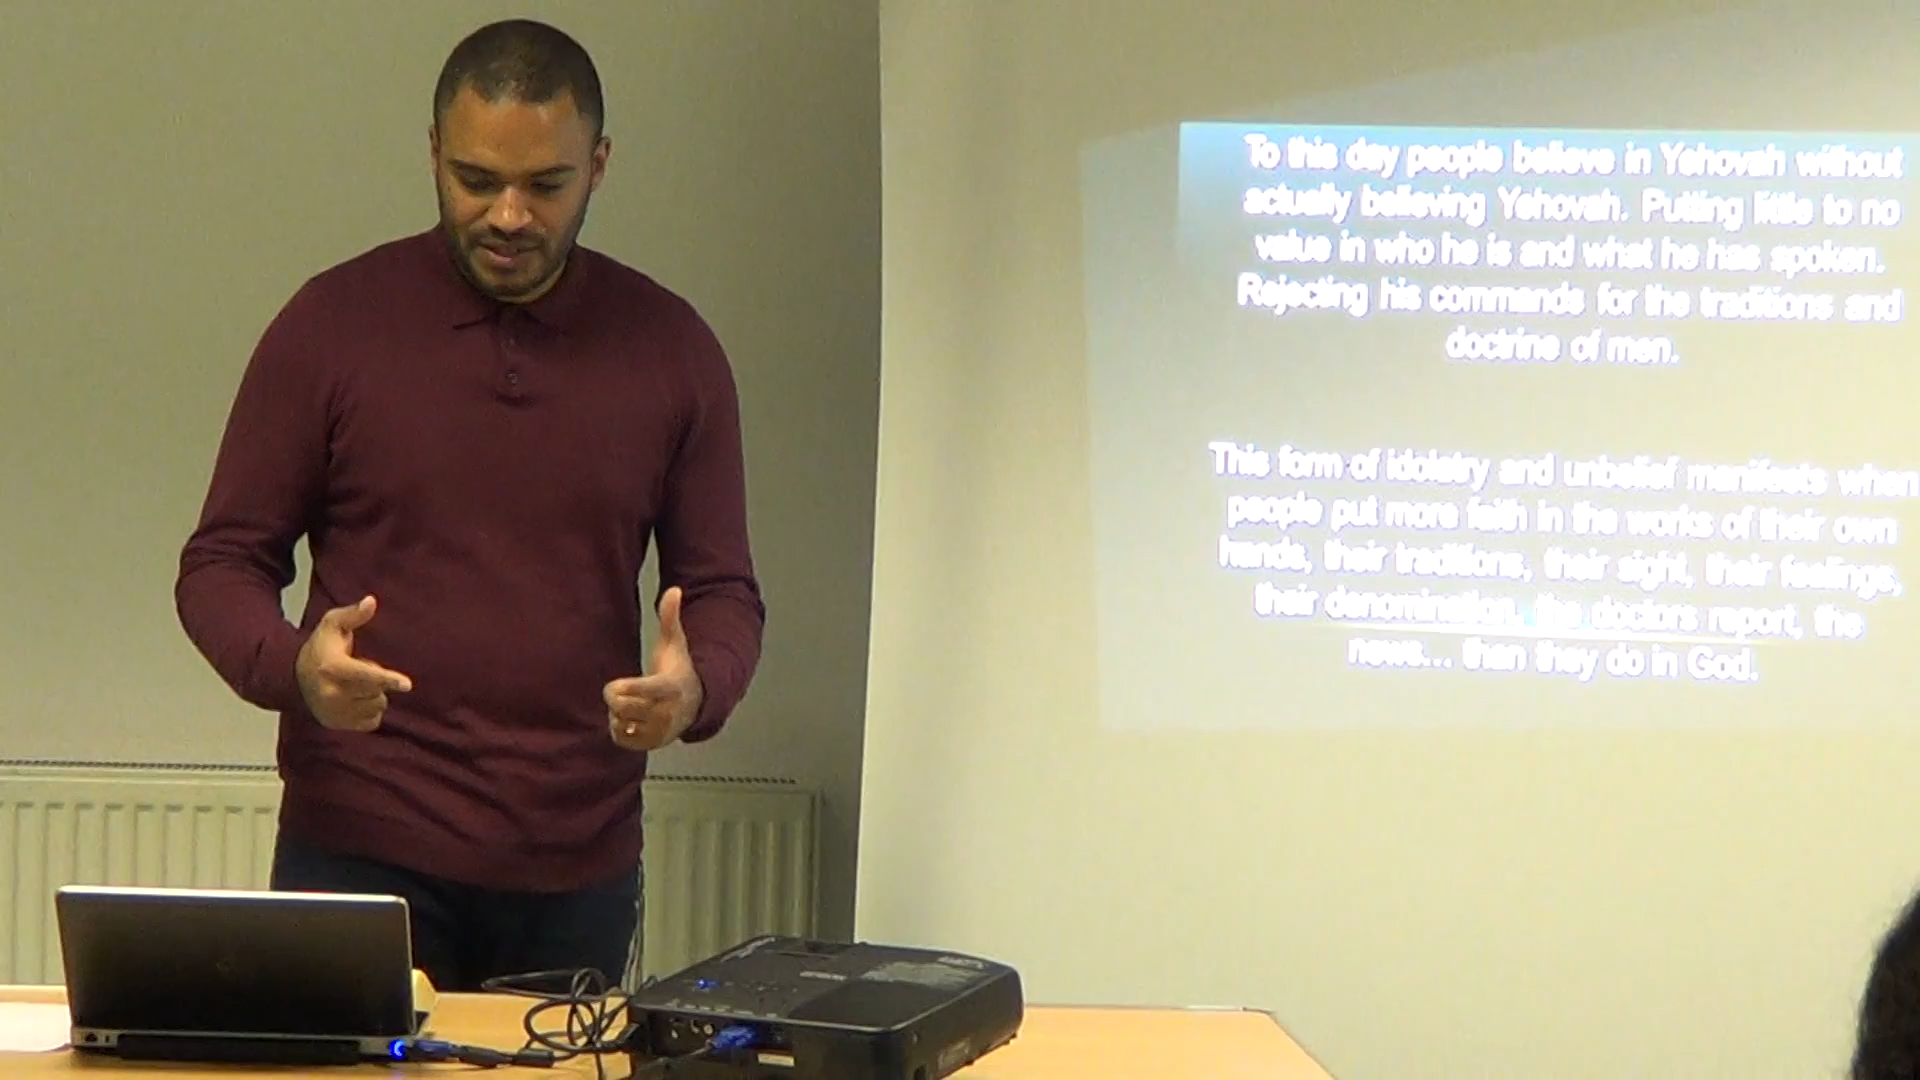 To this day people believe in Yehovah without
actually believing Yehovah. Putting little to no
value in who he is and what he has spoken.
Rejecting his commands for the traditions and
doctrine of men.
This form of idolatry and unbelief manifests when
people put more faith in the works of their own
hands, their traditions, their sight, their feelings,
their denomination, the doctors report, the
news... than they do in God.